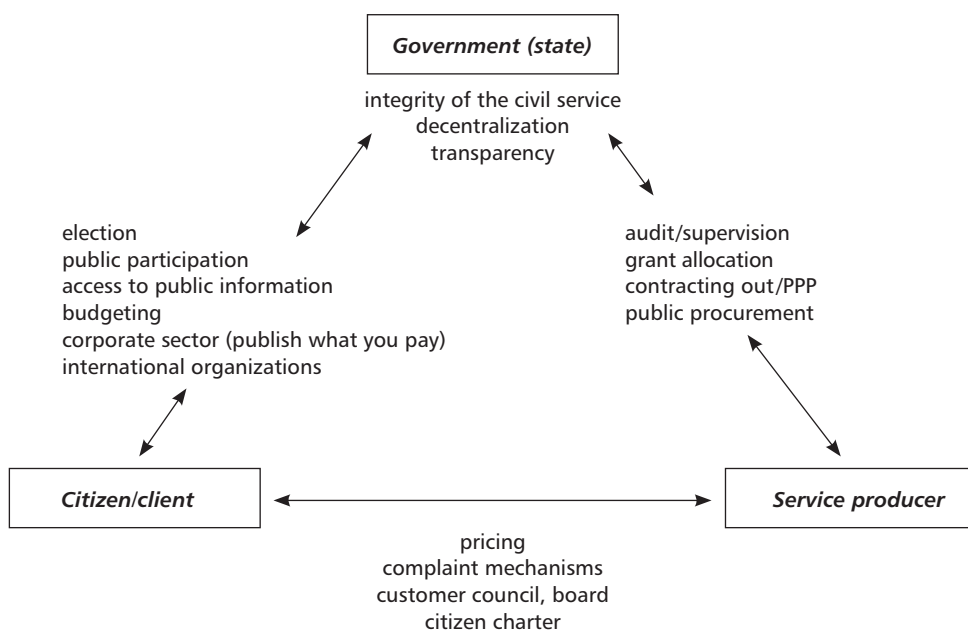 Government (state)
integrity of the civil service
decentralization
transparency
election
public participation
access to public information
budgeting
corporate sector (publish what you pay)
international organizations
audit/supervision
grant allocation
contracting out/PPP
public procurement
Citizen/client
Service producer
pricing
complaint mechanisms
customer council, board
citizen charter